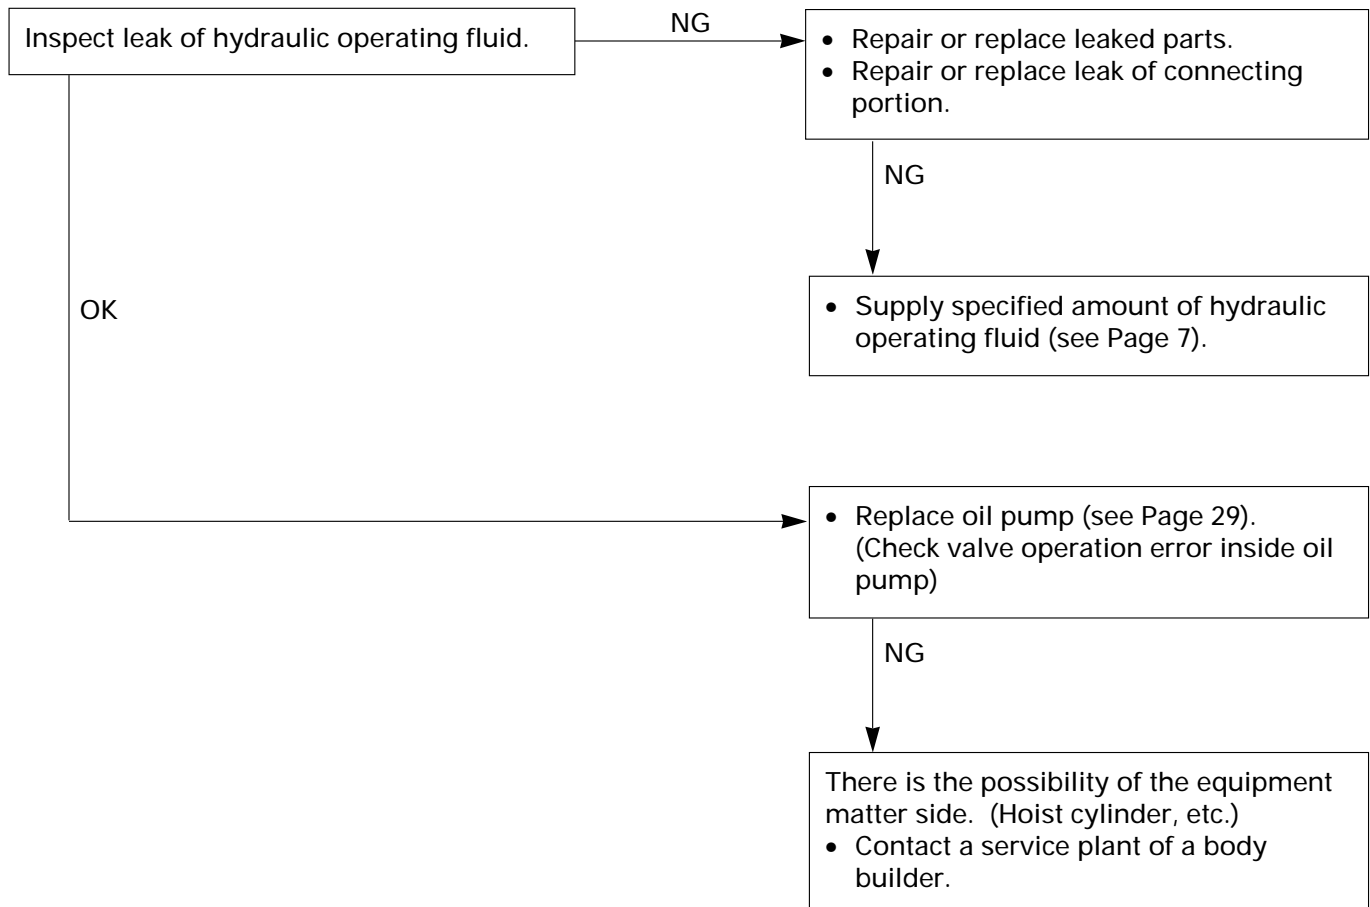 Inspect leak of hydraulic operating fluid.
NG
• Repair or replace leaked parts.
• Repair or replace leak of connecting
portion.
NG
OK
• Supply specified amount of hydraulic
operating fluid (see Page 7).
• Replace oil pump (see Page 29).
(Check valve operation error inside oil
pump)
NG
There is the possibility of the equipment
matter side. (Hoist cylinder, etc.)
• Contact a service plant of a body
builder.